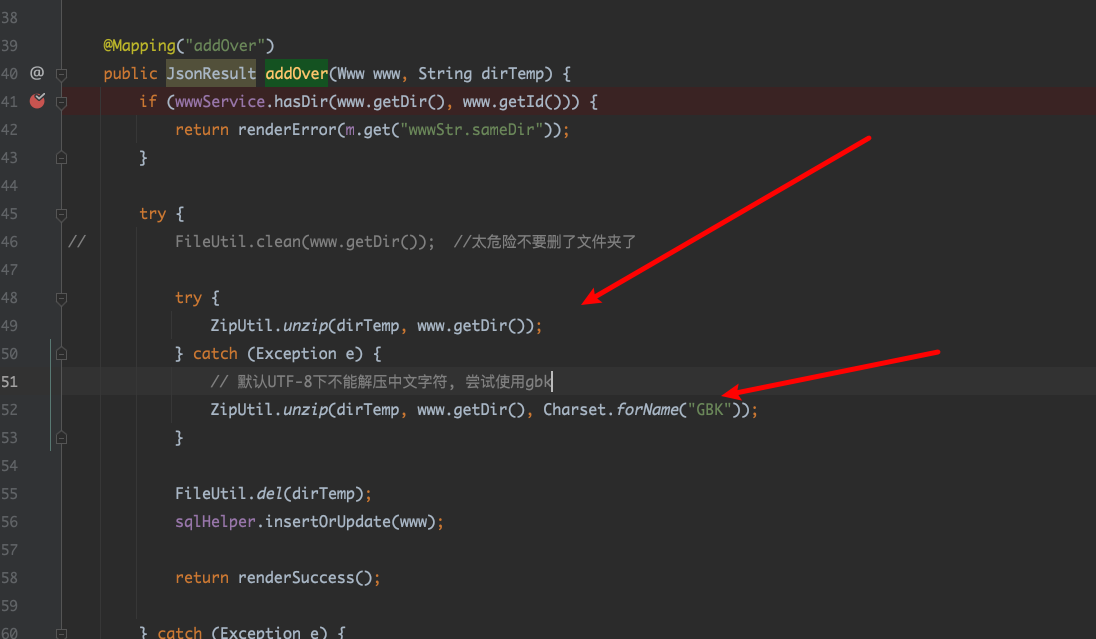 38
39 @Mapping("addOver")
40 @ public JsonResult addOver(Www www, String dirTemp) {
41 if (wwwService.hasDir(www.getDir(), www.getId())) {
42 return renderError(m.get("wwwStr.sameDir"));
43 }
44
45 try {
46 // FileUtil.clean(www.getDir()); //太危险不要删了文件夹了
47
48 try {
49 ZipUtil.unzip(dirTemp, www.getDir());
50 } catch (Exception e) {
51 // 默认UTF-8下不能解压中文字符, 尝试使用gbk
52 ZipUtil.unzip(dirTemp, www.getDir(), Charset.forName("GBK"));
53 }
54
55 FileUtil.del(dirTemp);
56 sqlHelper.insertOrUpdate(www);
57
58 return renderSuccess();
59
60 } catch (Exception e) {